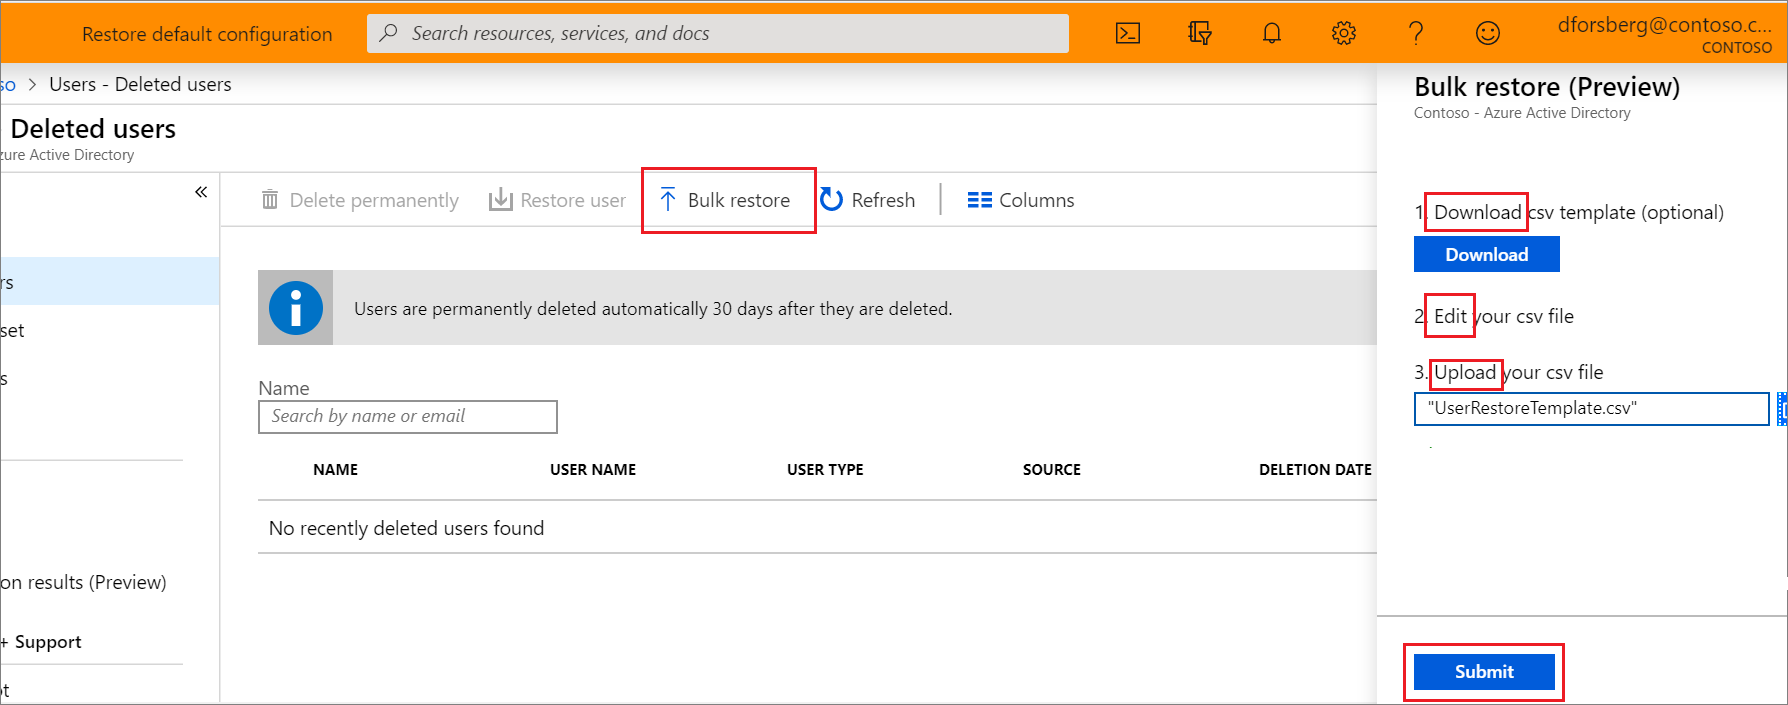 Restore default configuration
Search resources, services, and docs
dforsberg@contoso.c...
CONTOSO
so > Users - Deleted users
Deleted users
zure Active Directory
Delete permanently
Restore user
Bulk restore
Refresh
Columns
rs
set
s
on results (Preview)
+ Support
t
Users are permanently deleted automatically 30 days after they are deleted.
Name
Search by name or email
NAME
USER NAME
USER TYPE
SOURCE
DELETION DATE
No recently deleted users found
Bulk restore (Preview)
Contoso - Azure Active Directory
1. Download csv template (optional)
Download
2. Edit your csv file
3. Upload your csv file
"UserRestoreTemplate.csv"
Submit